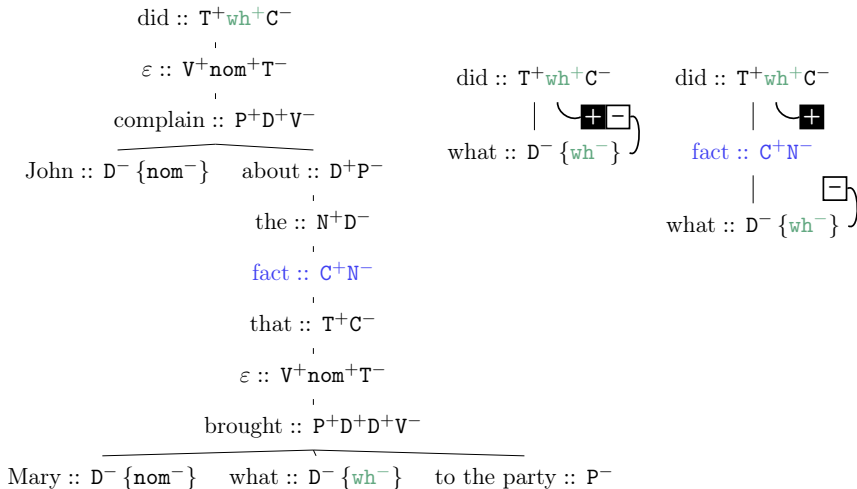 did :: T⁺wh⁺C⁻
ε :: V⁺nom⁺T⁻
complain :: P⁺D⁺V⁻
John :: D⁻ {nom⁻} about :: D⁺P⁻
the :: N⁺D⁻
fact :: C⁺N⁻
that :: T⁺C⁻
ε :: V⁺nom⁺T⁻
brought :: P⁺D⁺D⁺V⁻
Mary :: D⁻ {nom⁻} what :: D⁻ {wh⁻} to the party :: P⁻
did :: T⁺wh⁺C⁻
+ −
what :: D⁻ {wh⁻}
did :: T⁺wh⁺C⁻
+
fact :: C⁺N⁻
−
what :: D⁻ {wh⁻}